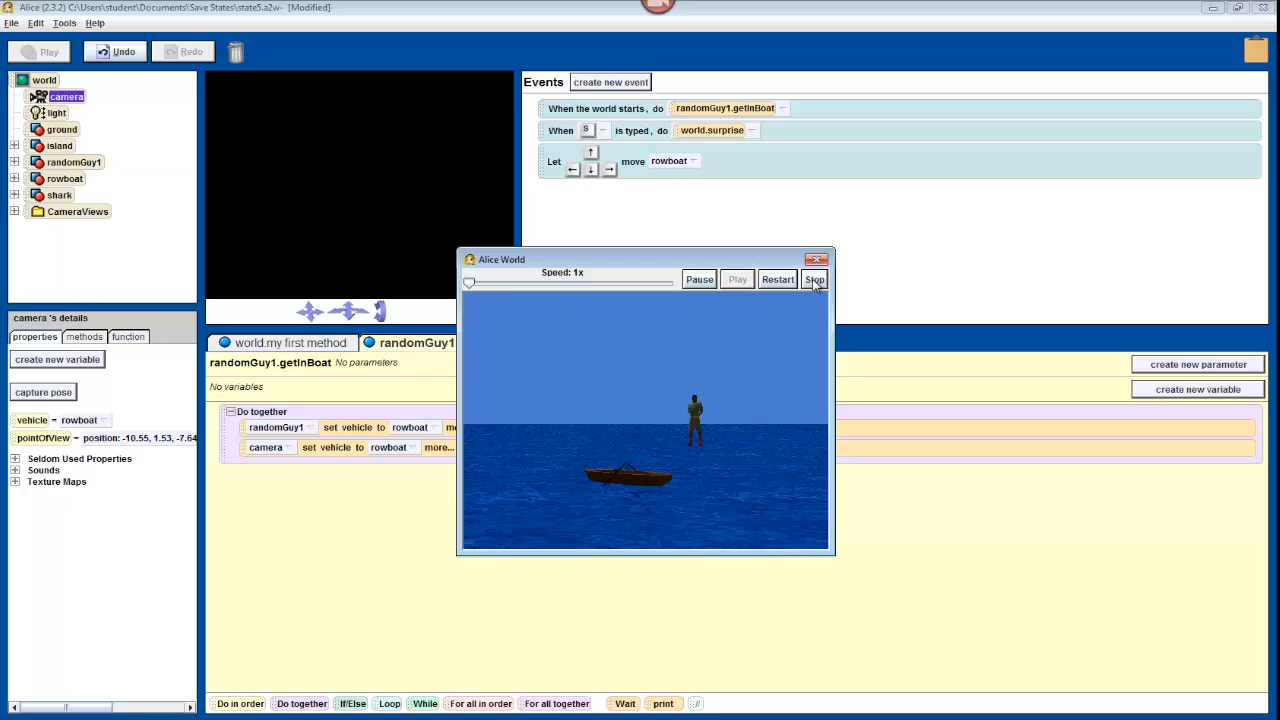 Alice (2.3.2) C:\Users\student\Documents\Save States\state5.a2w- [Modified]
File Edit Tools Help
Play Undo Redo
world
camera
light
ground
island
randomGuy1
rowboat
shark
CameraViews
Events create new event
When the world starts, do randomGuy1.getInBoat
When S is typed, do world.surprise
Let ↑ ← ↓ → move rowboat
Alice World
Speed: 1x
Pause Play Restart Stop
camera 's details
properties methods function
create new variable
capture pose
vehicle = rowboat
pointOfView = position: -10.55, 1.53, -7.64
Seldom Used Properties
Sounds
Texture Maps
world.my first method randomGuy1
randomGuy1.getInBoat No parameters
create new parameter
No variables
create new variable
Do together
randomGuy1 set vehicle to rowboat
camera set vehicle to rowboat more...
Do in order Do together If/Else Loop While For all in order For all together Wait print //